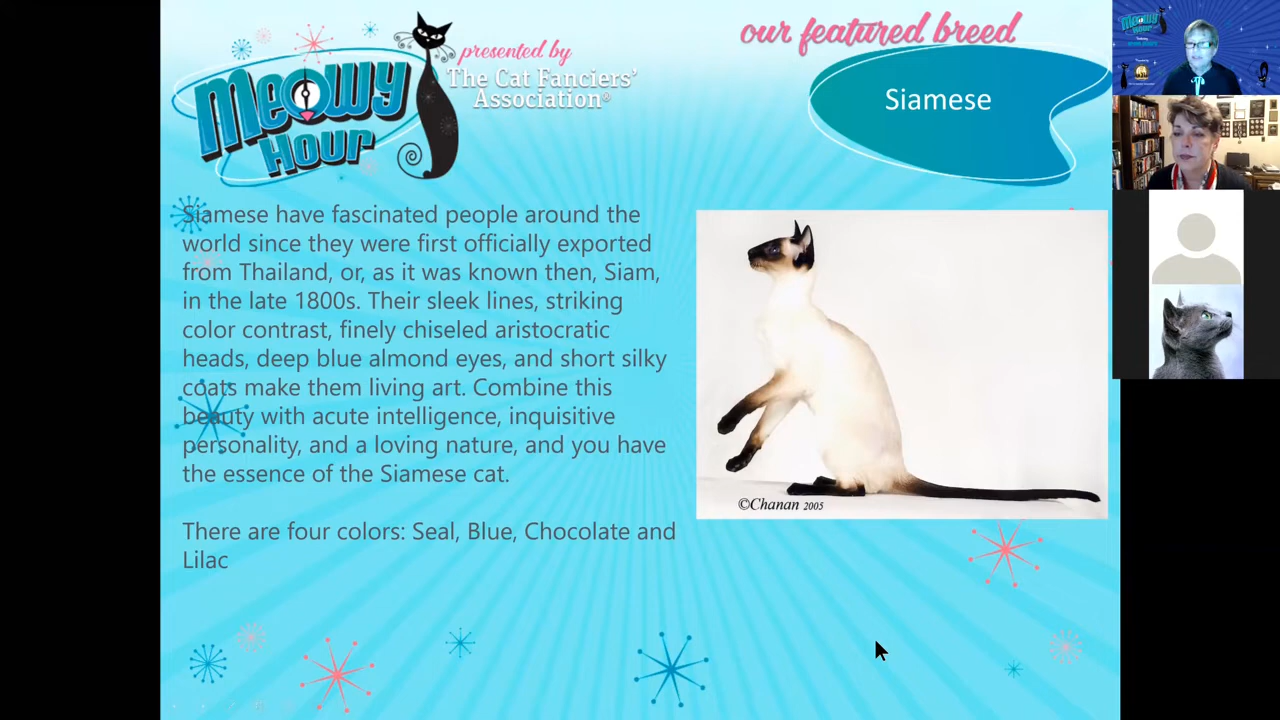 Meowy
Hour
presented by
The Cat Fanciers'
Association®
our featured breed
Siamese
Siamese have fascinated people around the
world since they were first officially exported
from Thailand, or, as it was known then, Siam,
in the late 1800s. Their sleek lines, striking
color contrast, finely chiseled aristocratic
heads, deep blue almond eyes, and short silky
coats make them living art. Combine this
beauty with acute intelligence, inquisitive
personality, and a loving nature, and you have
the essence of the Siamese cat.
There are four colors: Seal, Blue, Chocolate and
Lilac
©Chanan 2005